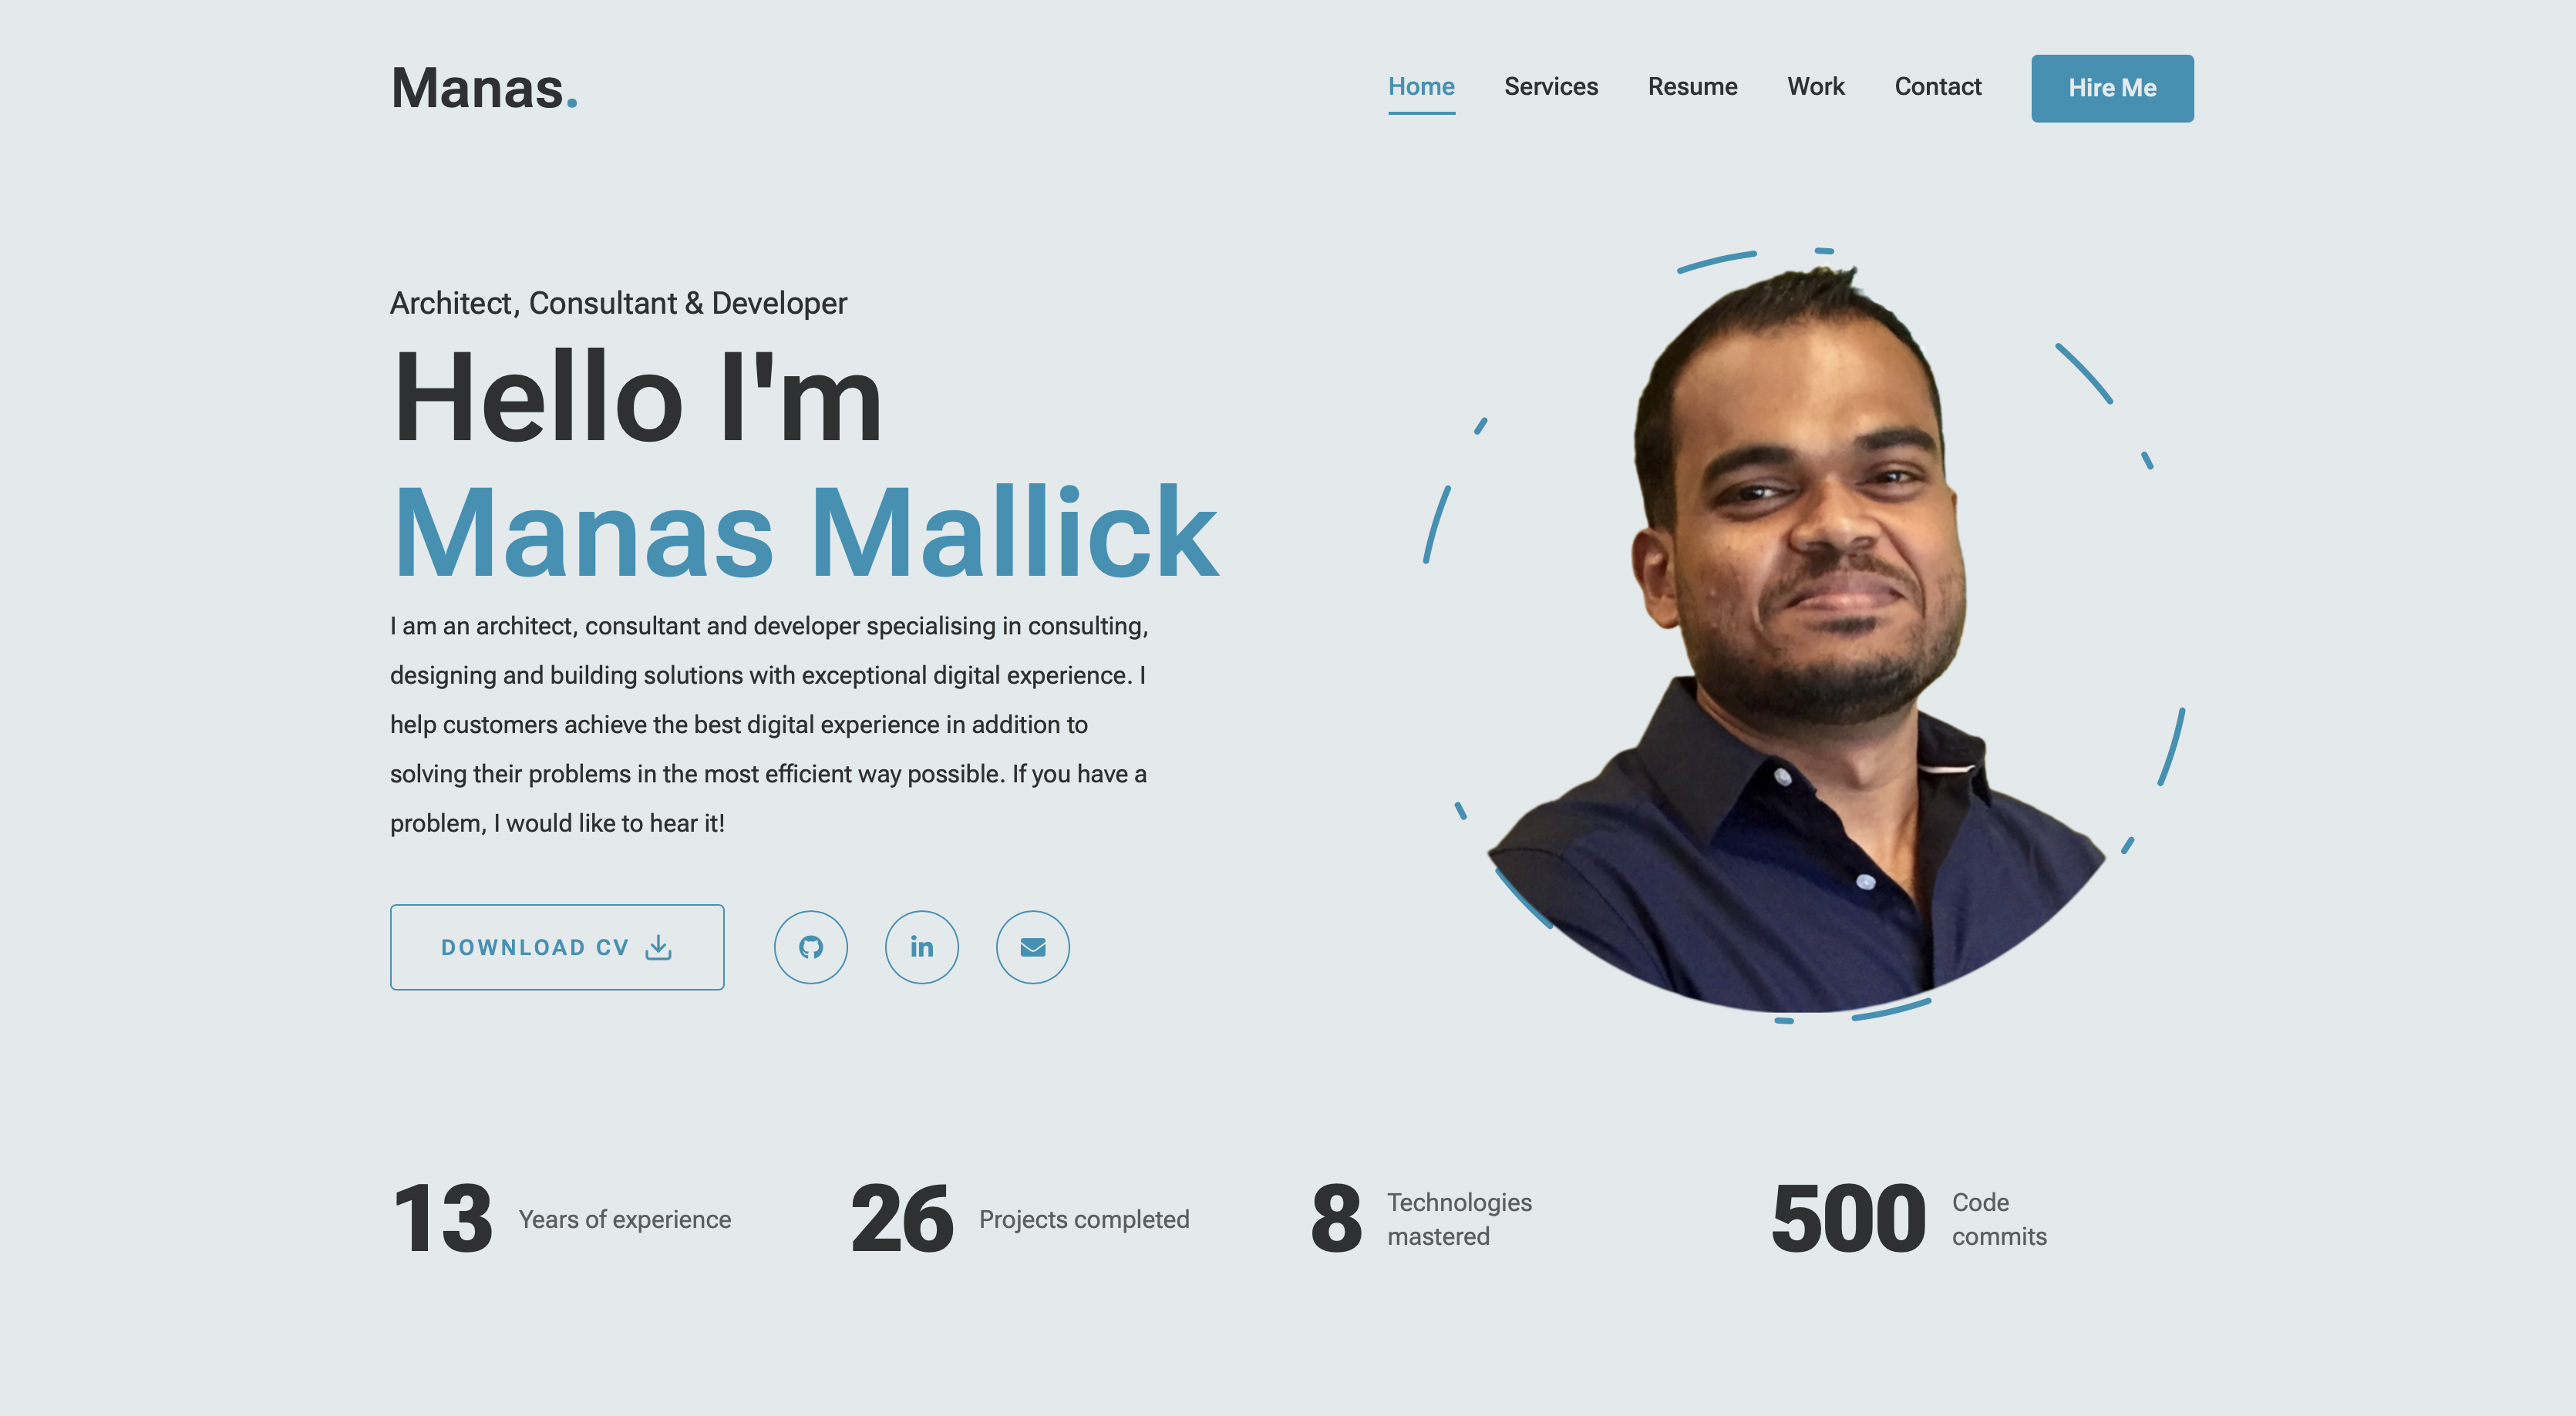 Manas.
Home Services Resume Work Contact Hire Me
Architect, Consultant & Developer
Hello I'm
Manas Mallick
I am an architect, consultant and developer specialising in consulting,
designing and building solutions with exceptional digital experience. I
help customers achieve the best digital experience in addition to
solving their problems in the most efficient way possible. If you have a
problem, I would like to hear it!
DOWNLOAD CV
in
13 Years of experience
26 Projects completed
8 Technologies
mastered
500 Code
commits